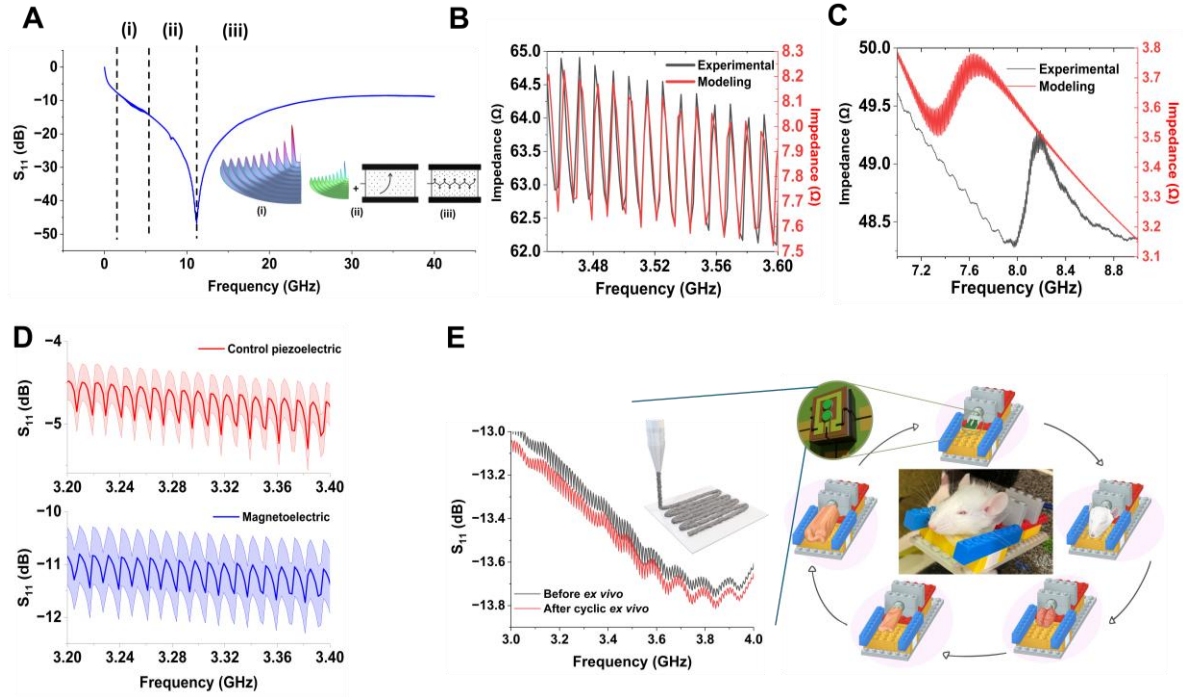 A
(i) (ii) (iii)
0
−10
−20
−30
−40
−50
S₁₁ (dB)
0 10 20 30 40
Frequency (GHz)
(i)
+
(ii)
(iii)
B
65.0
64.5
64.0
63.5
63.0
62.5
62.0
Impedance (Ω)
Experimental
Modeling
8.3
8.2
8.1
8.0
7.9
7.8
7.7
7.6
7.5
Impedance (Ω)
3.48 3.52 3.56 3.60
Frequency (GHz)
C
50.0
49.5
49.0
48.5
Impedance (Ω)
Experimental
Modeling
3.8
3.7
3.6
3.5
3.4
3.3
3.2
3.1
Impedance (Ω)
7.2 7.6 8.0 8.4 8.8
Frequency (GHz)
D
−4
−5
S₁₁ (dB)
Control piezoelectric
3.20 3.24 3.28 3.32 3.36 3.40
−10
−11
−12
S₁₁ (dB)
Magnetoelectric
3.20 3.24 3.28 3.32 3.36 3.40
Frequency (GHz)
E
−13.0
−13.2
−13.4
−13.6
−13.8
S₁₁ (dB)
Before ex vivo
After cyclic ex vivo
3.0 3.2 3.4 3.6 3.8 4.0
Frequency (GHz)